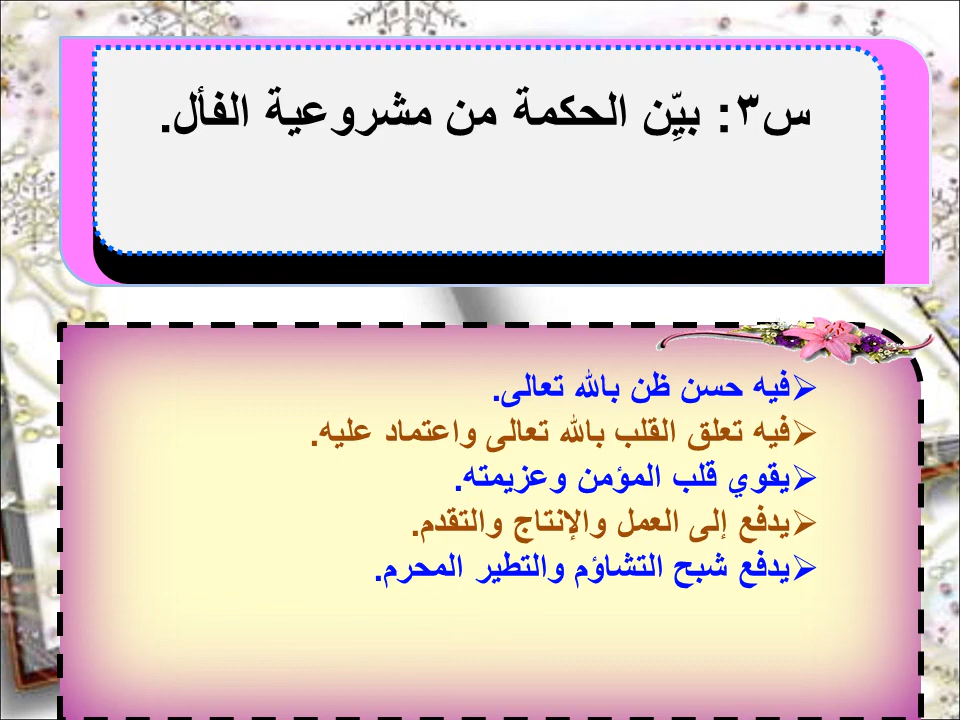 س٣: بيِّن الحكمة من مشروعية الفأل.
فيه حسن ظن بالله تعالى.
فيه تعلق القلب بالله تعالى واعتماد عليه.
يقوي قلب المؤمن وعزيمته.
يدفع إلى العمل والإنتاج والتقدم.
يدفع شبح التشاؤم والتطير المحرم.